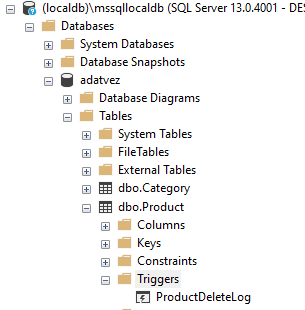 (localdb)\mssqllocaldb (SQL Server 13.0.4001 - DES
Databases
System Databases
Database Snapshots
adatvez
Database Diagrams
Tables
System Tables
FileTables
External Tables
dbo.Category
dbo.Product
Columns
Keys
Constraints
Triggers
ProductDeleteLog